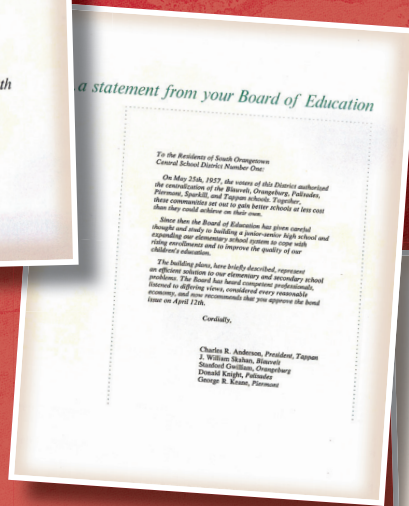 th
a statement from your Board of Education
To the Residents of South Orangetown
Central School District Number One:
On May 25th, 1957, the voters of this District authorized
the centralization of the Blauvelt, Orangeburg, Palisades,
Piermont, Sparkill, and Tappan schools. Together,
these communities set out to gain better schools at less cost
than they could achieve on their own.
Since then the Board of Education has given careful
thought and study to building a junior-senior high school and
expanding our elementary school system to cope with
rising enrollments and to improve the quality of our
children's education.
The building plans, here briefly described, represent
an efficient solution to our elementary and secondary school
problems. The Board has heard competent professionals,
listened to differing views, considered every reasonable
economy, and now recommends that you approve the bond
issue on April 12th.
Cordially,
Charles R. Anderson, President, Tappan
J. William Skahan, Blauvelt
Stanford Gwilliam, Orangeburg
Donald Knight, Palisades
George R. Keane, Piermont